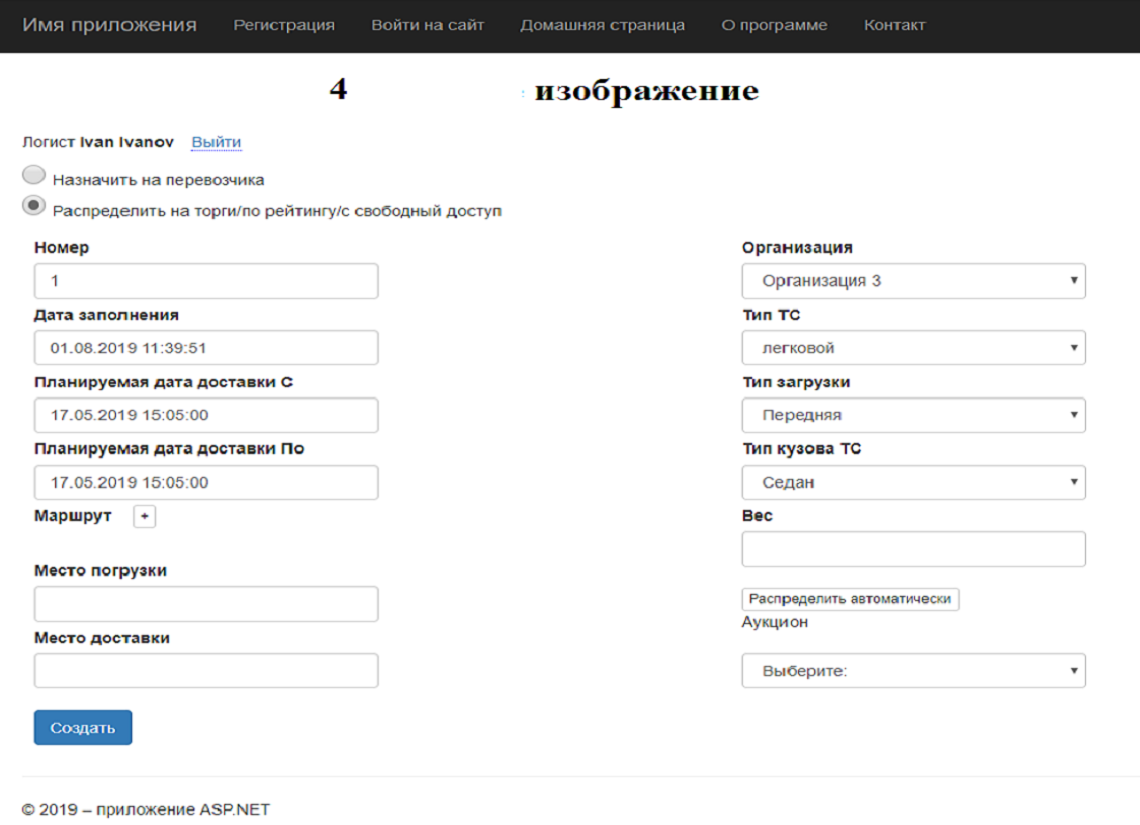 Имя приложения Регистрация Войти на сайт Домашняя страница О программе Контакт
4 : изображение
Логист Ivan Ivanov Выйти
Назначить на перевозчика
Распределить на торги/по рейтингу/с свободный доступ
Номер
1
Дата заполнения
01.08.2019 11:39:51
Планируемая дата доставки С
17.05.2019 15:05:00
Планируемая дата доставки По
17.05.2019 15:05:00
Маршрут +
Место погрузки
Место доставки
Создать
Организация
Организация 3
Тип ТС
легковой
Тип загрузки
Передняя
Тип кузова ТС
Седан
Вес
Распределить автоматически
Аукцион
Выберите:
© 2019 – приложение ASP.NET